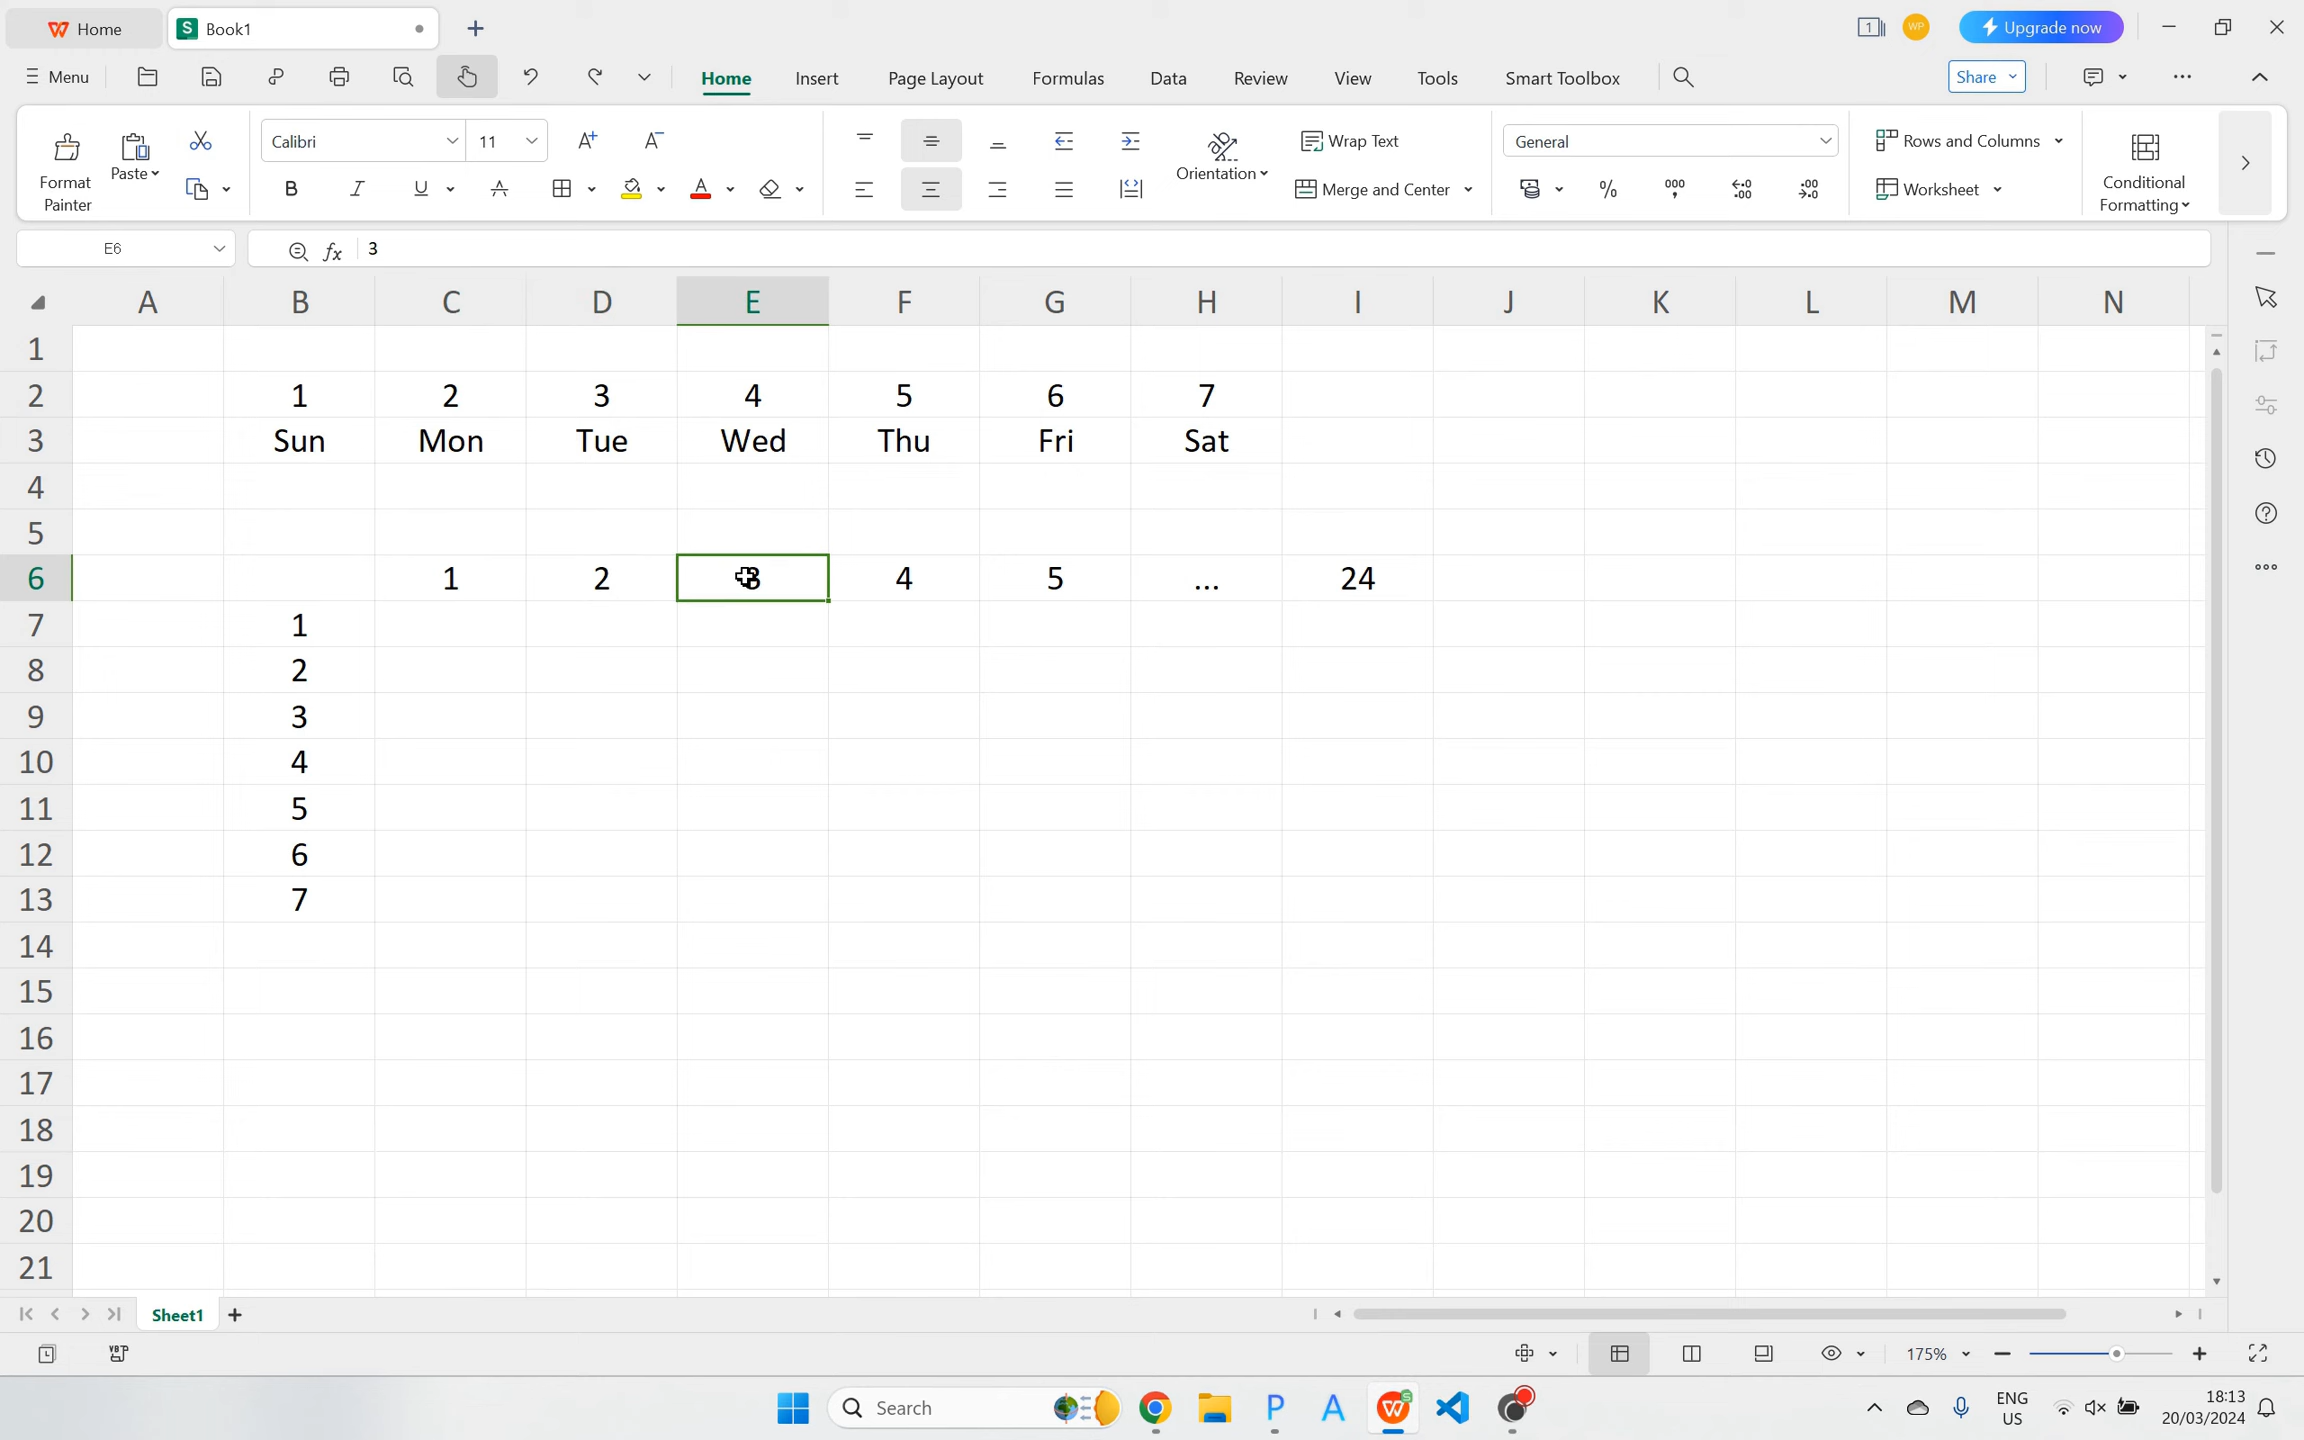 Home
Book1
1
WP
Upgrade now
Menu
Home
Insert
Page Layout
Formulas
Data
Review
View
Tools
Smart Toolbox
Share
Format
Painter
Paste
Calibri
11
A+
A-
B
I
U
A
A
Orientation
Wrap Text
Merge and Center
General
%
000
Rows and Columns
Worksheet
Conditional
Formatting
E6
fx
3
A B C D E F G H I J K L M N
1
2 1 2 3 4 5 6 7
3 Sun Mon Tue Wed Thu Fri Sat
4
5
6 1 2 3 4 5 ... 24
7 1
8 2
9 3
10 4
11 5
12 6
13 7
14
15
16
17
18
19
20
21
Sheet1
175%
Search
ENG
US
18:13
20/03/2024